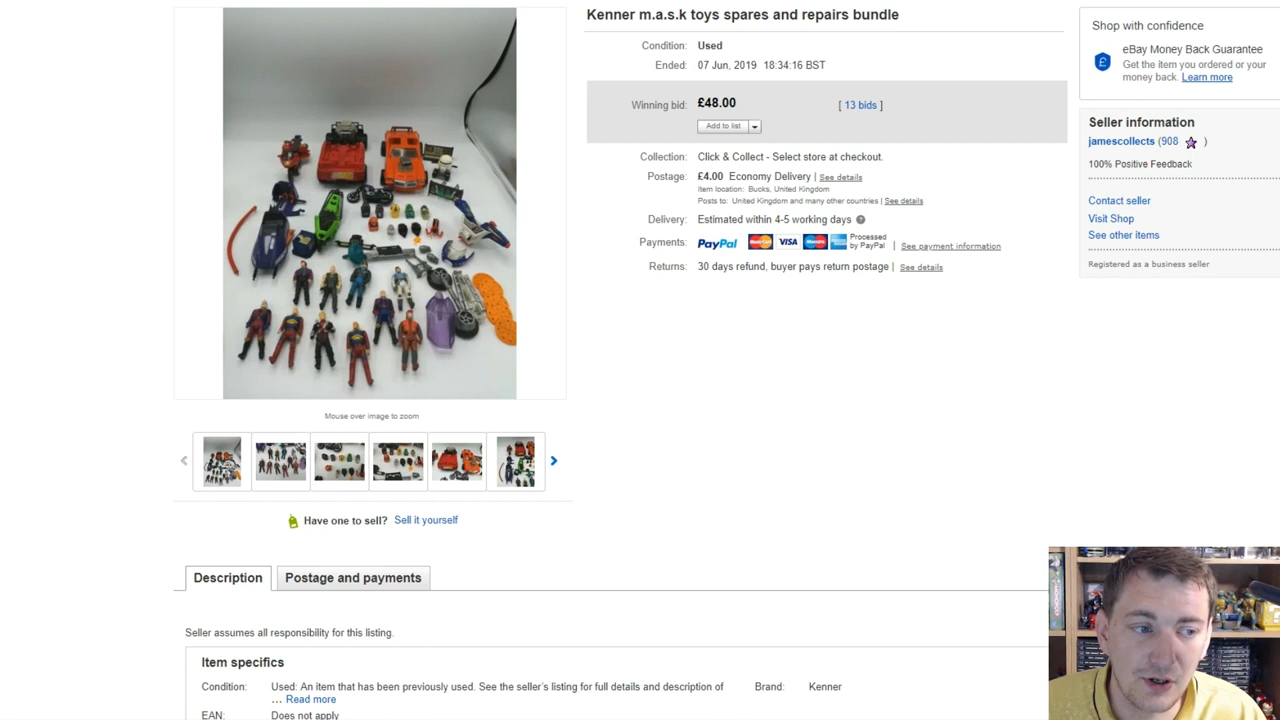 Kenner m.a.s.k toys spares and repairs bundle
Condition: Used
Ended: 07 Jun, 2019 18:34:16 BST
Winning bid: £48.00 [ 13 bids ]
Add to list
Collection: Click & Collect - Select store at checkout.
Postage: £4.00 Economy Delivery | See details
Item location: Bucks, United Kingdom
Posts to: United Kingdom and many other countries | See details
Delivery: Estimated within 4-5 working days
Payments: PayPal MasterCard VISA Maestro Processed by PayPal | See payment information
Returns: 30 days refund, buyer pays return postage | See details
Shop with confidence
eBay Money Back Guarantee
Get the item you ordered or your
money back. Learn more
Seller information
jamescollects (908 )
100% Positive Feedback
Contact seller
Visit Shop
See other items
Registered as a business seller
Mouse over image to zoom
Have one to sell? Sell it yourself
Description
Postage and payments
Seller assumes all responsibility for this listing.
Item specifics
Condition: Used: An item that has been previously used. See the seller's listing for full details and description of
... Read more
Brand: Kenner
EAN: Does not apply